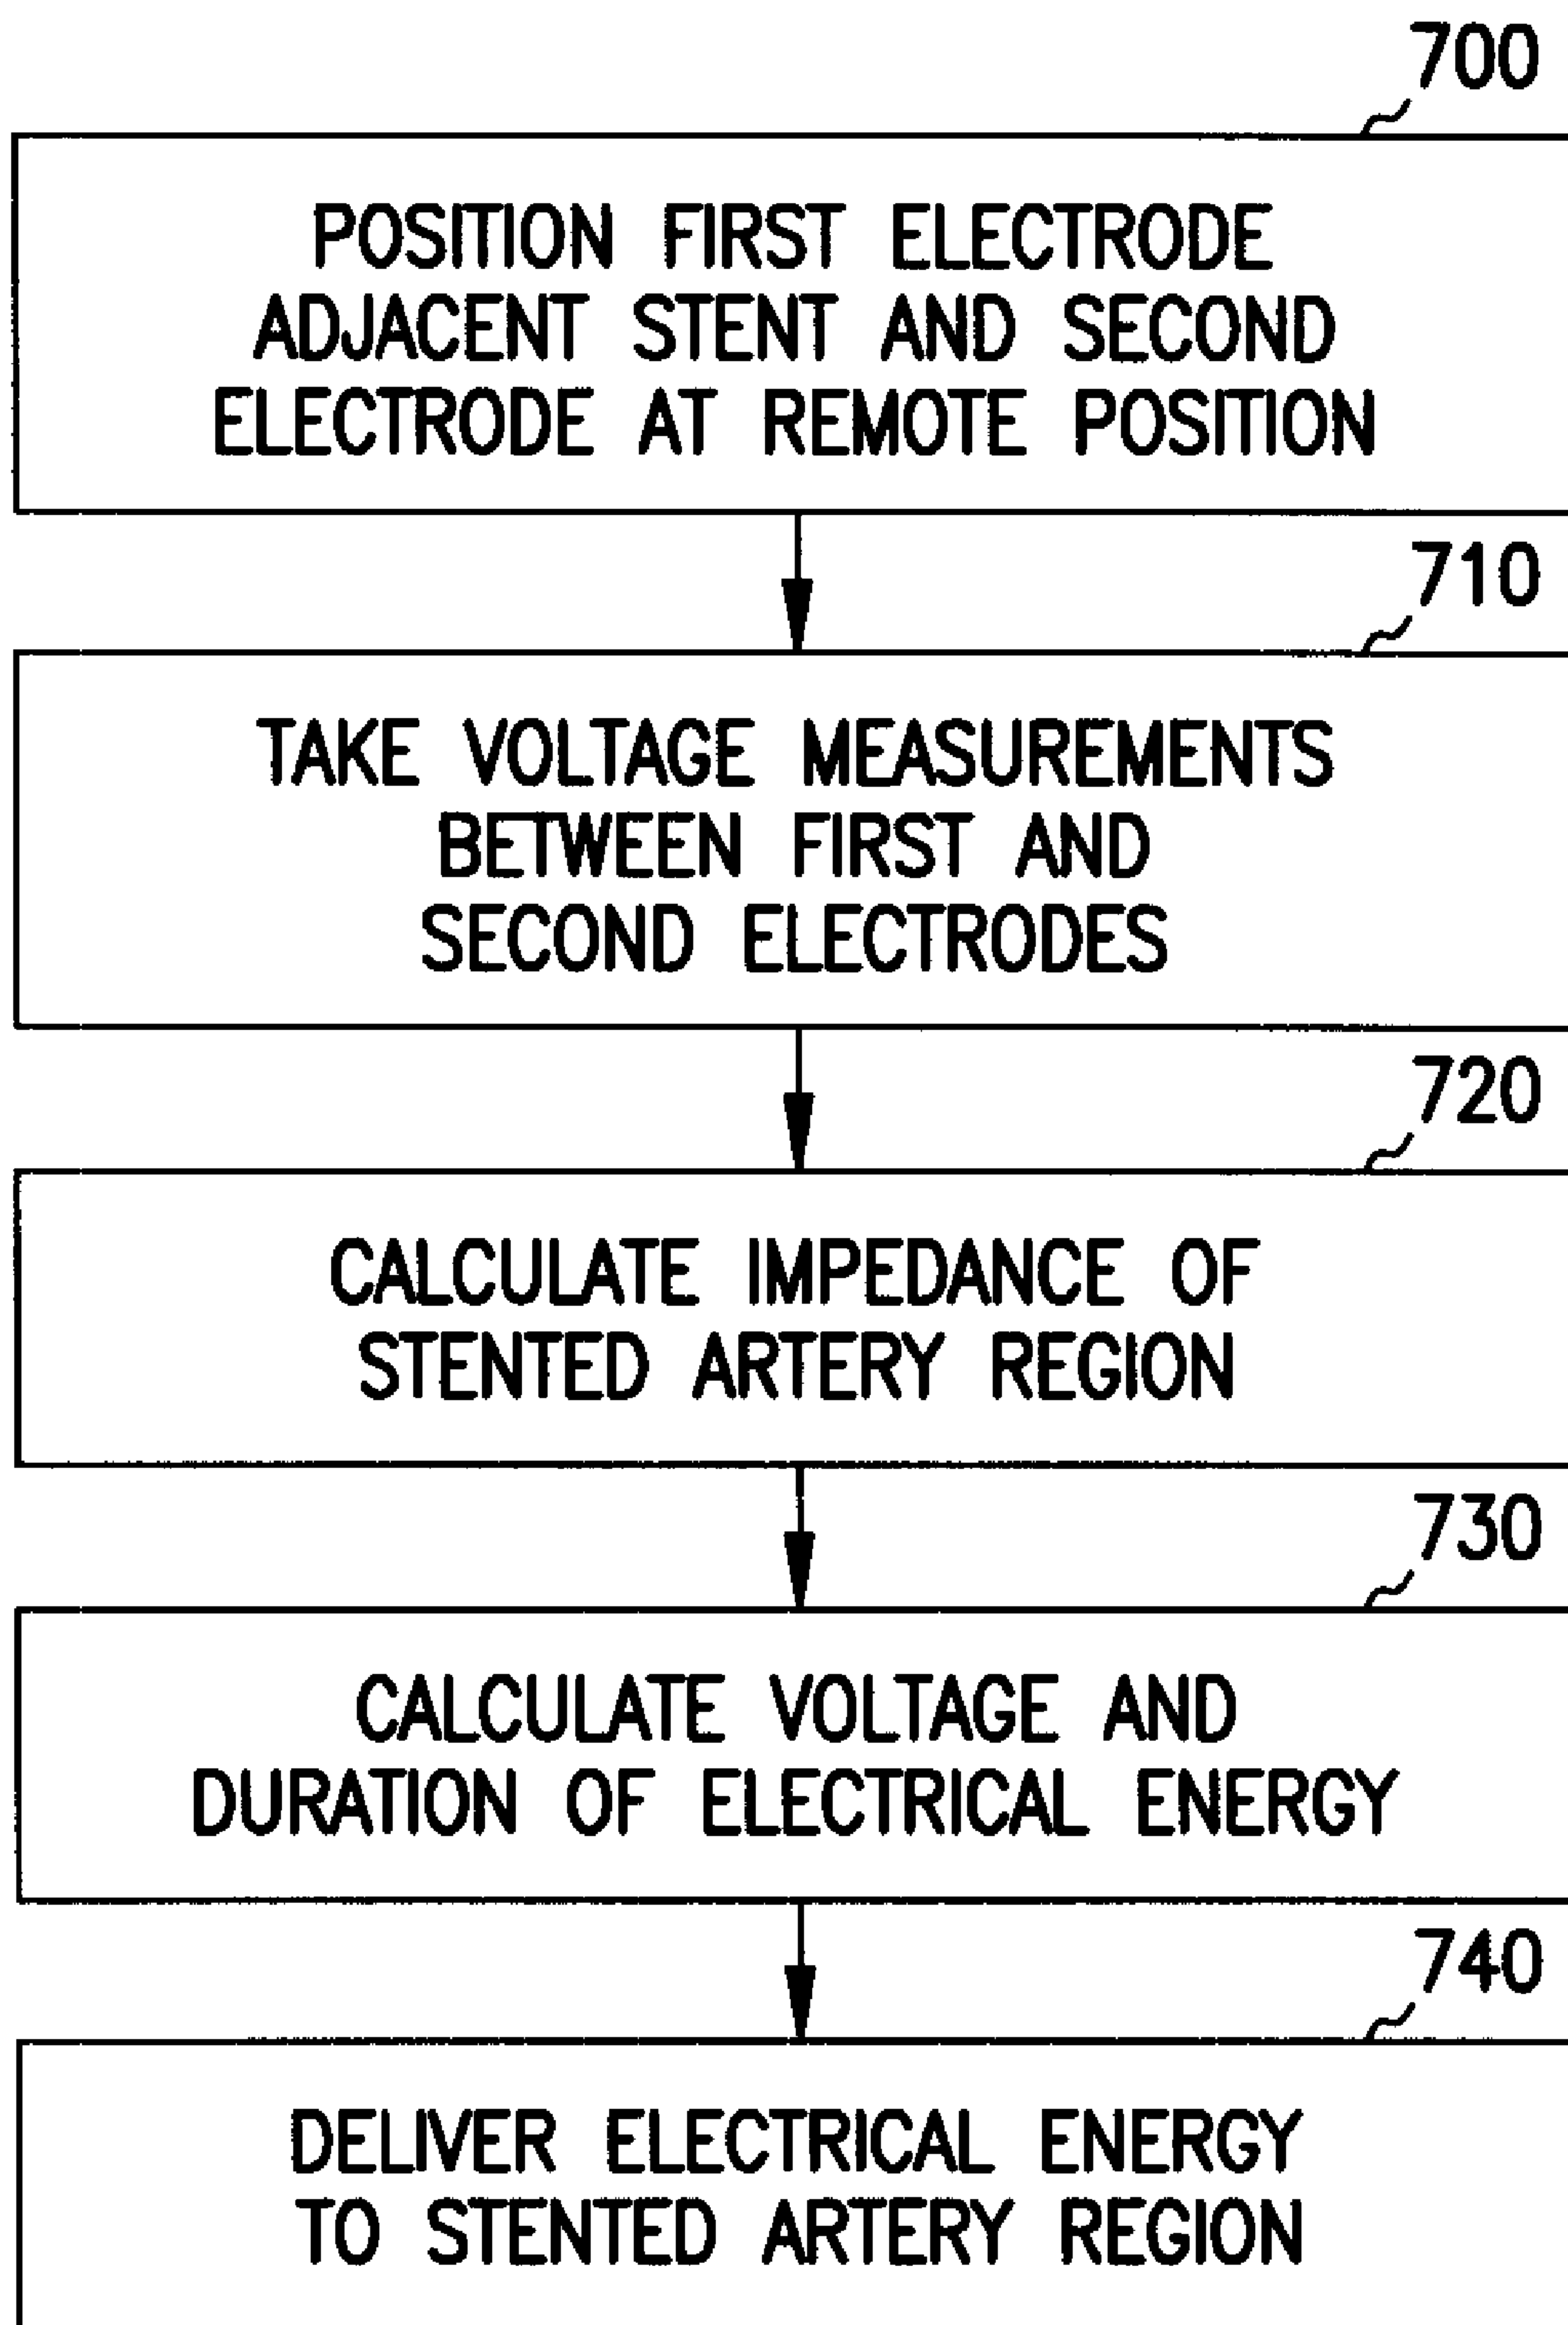 700
POSITION FIRST ELECTRODE
ADJACENT STENT AND SECOND
ELECTRODE AT REMOTE POSITION
710
TAKE VOLTAGE MEASUREMENTS
BETWEEN FIRST AND
SECOND ELECTRODES
720
CALCULATE IMPEDANCE OF
STENTED ARTERY REGION
730
CALCULATE VOLTAGE AND
DURATION OF ELECTRICAL ENERGY
740
DELIVER ELECTRICAL ENERGY
TO STENTED ARTERY REGION